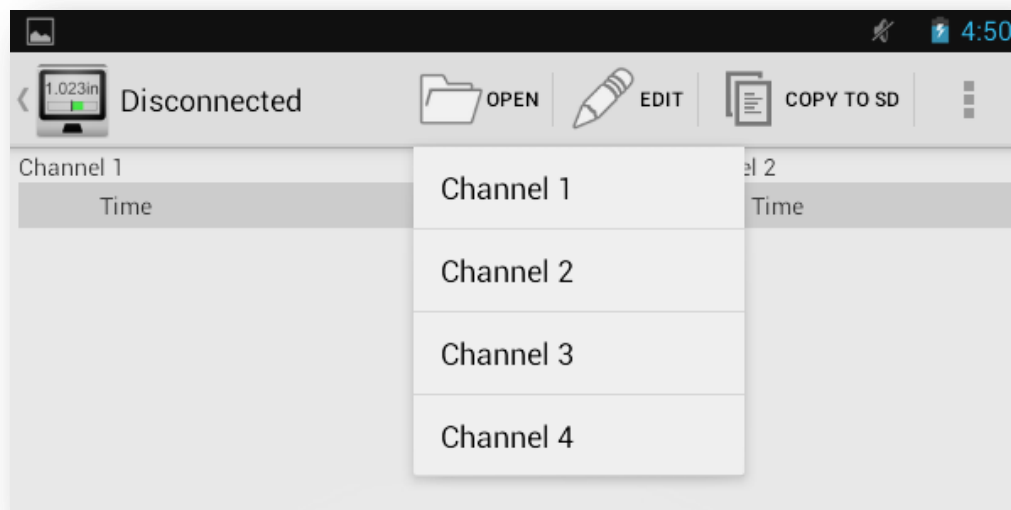 4:50
1.023in
Disconnected
OPEN
EDIT
COPY TO SD
Channel 1
el 2
Time
Time
Channel 1
Channel 2
Channel 3
Channel 4